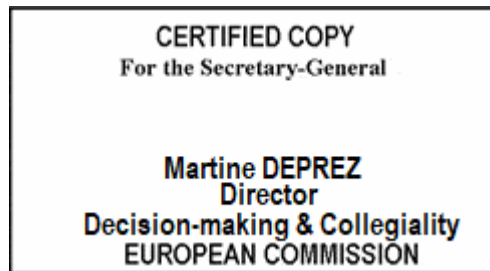 CERTIFIED COPY
For the Secretary-General
Martine DEPREZ
Director
Decision-making & Collegiality
EUROPEAN COMMISSION